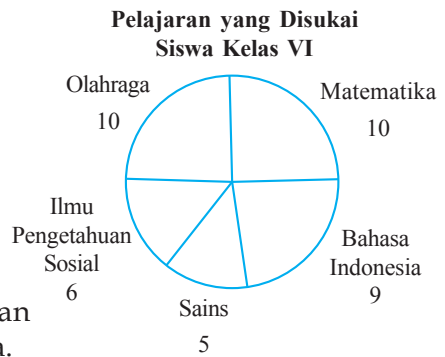 Pelajaran yang Disukai
Siswa Kelas VI
Olahraga
10
Matematika
10
Ilmu
Pengetahuan
Sosial
6
Bahasa
Indonesia
9
Sains
5
an